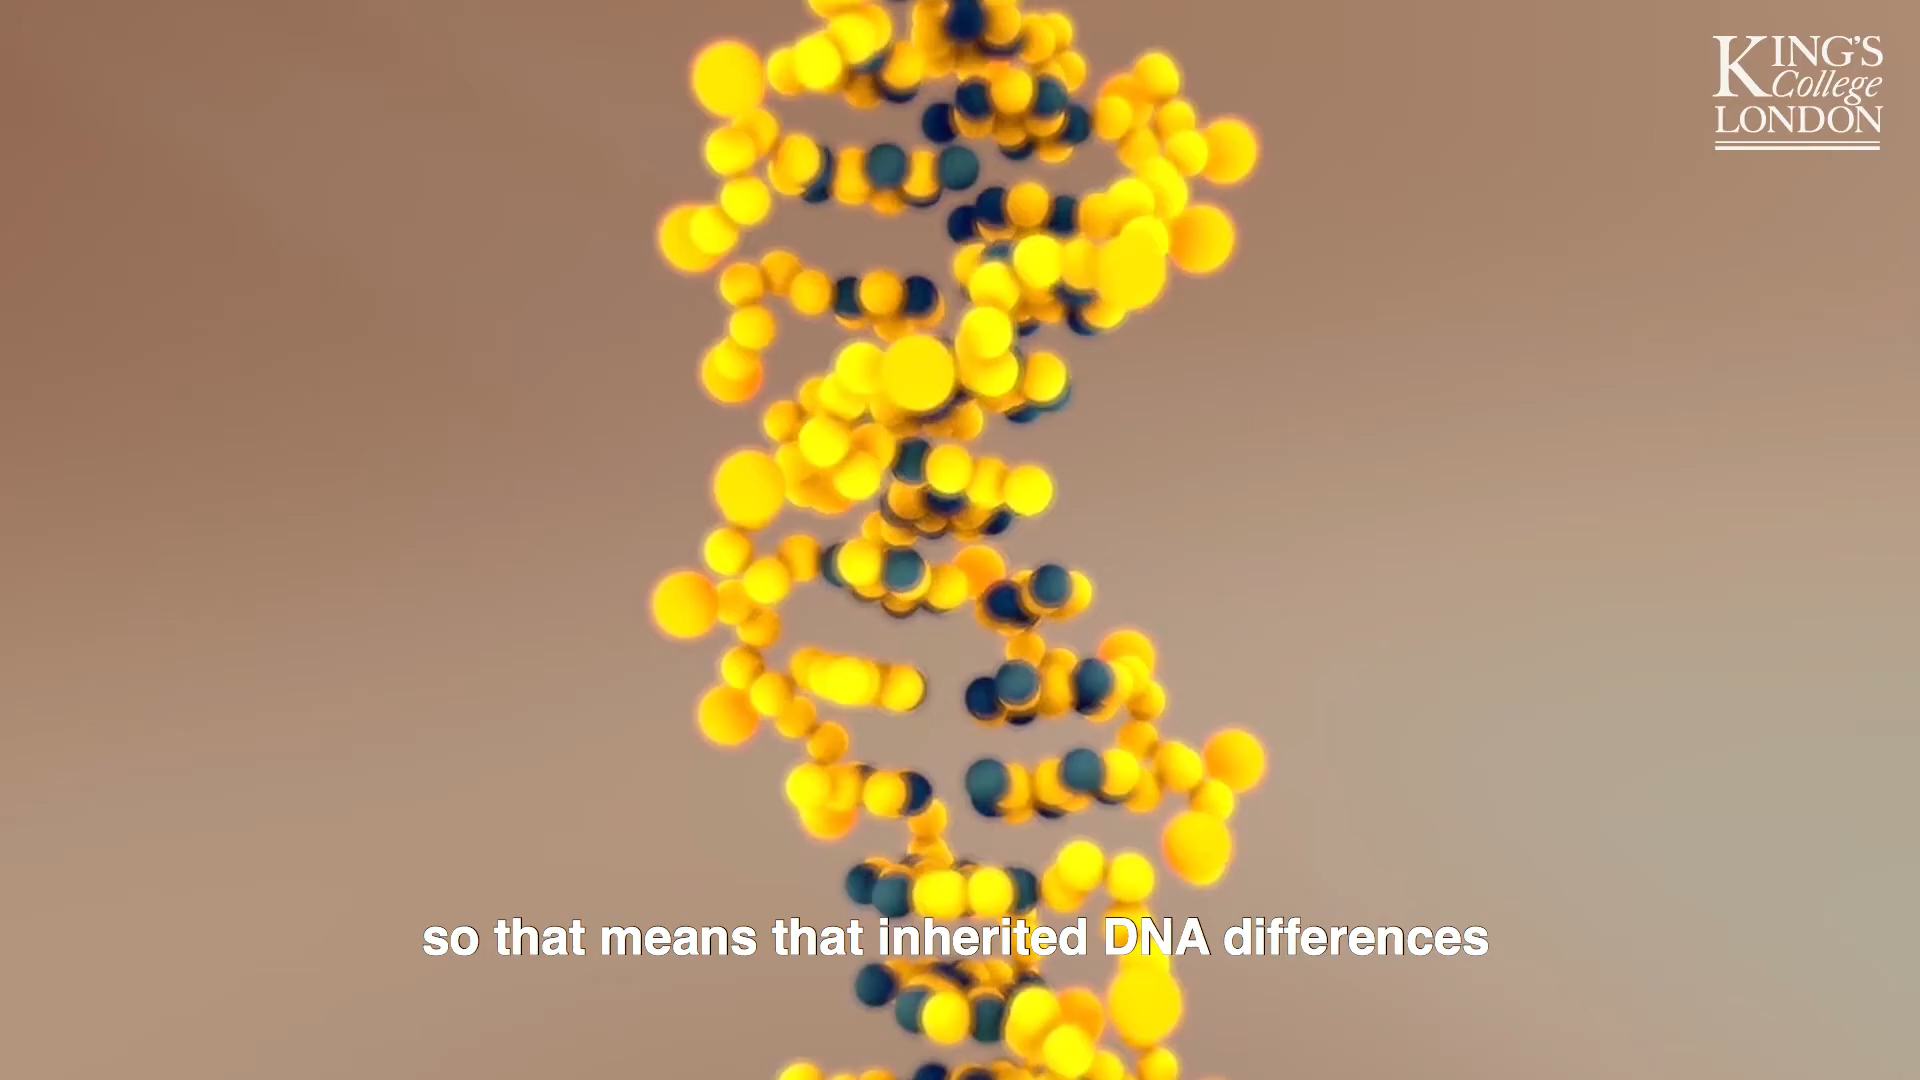 KING'S
College
LONDON
so that means that inherited DNA differences